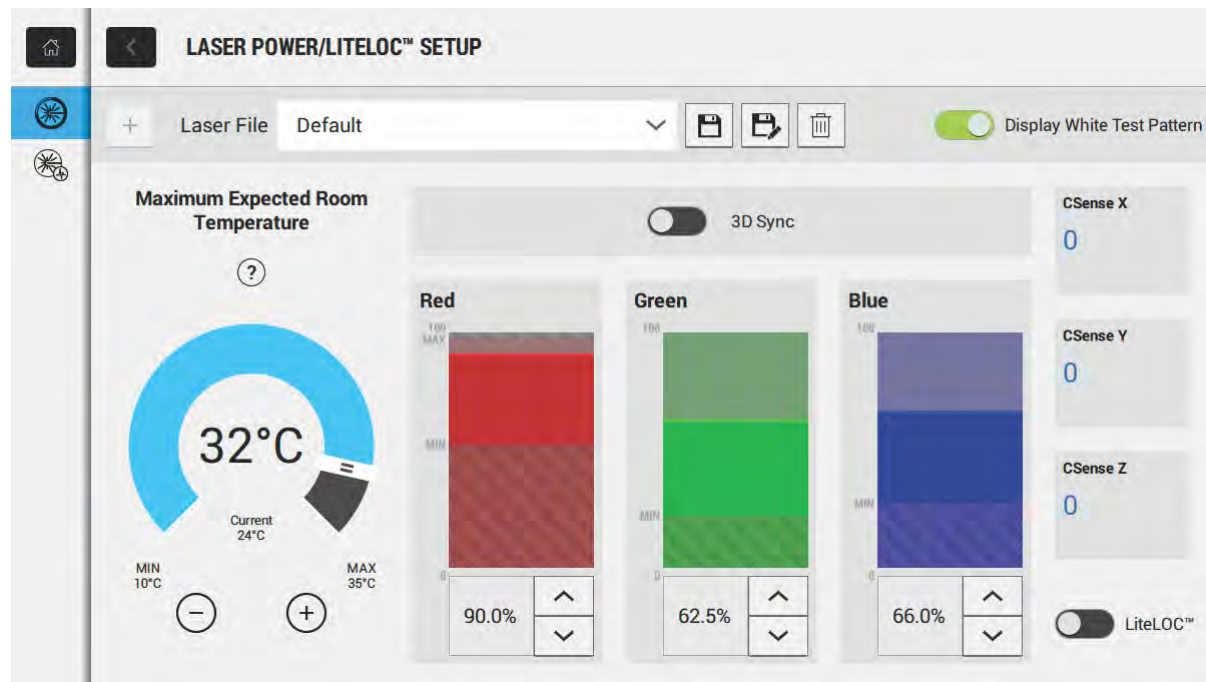 LASER POWER/LITELOC™ SETUP
+ Laser File Default
Display White Test Pattern
Maximum Expected Room
Temperature
?
32°C
Current
24°C
MIN
10°C
MAX
35°C
3D Sync
Red
100
MAX
MIN
0
90.0%
Green
100
MIN
0
62.5%
Blue
100
MIN
0
66.0%
CSense X
0
CSense Y
0
CSense Z
0
LiteLOC™